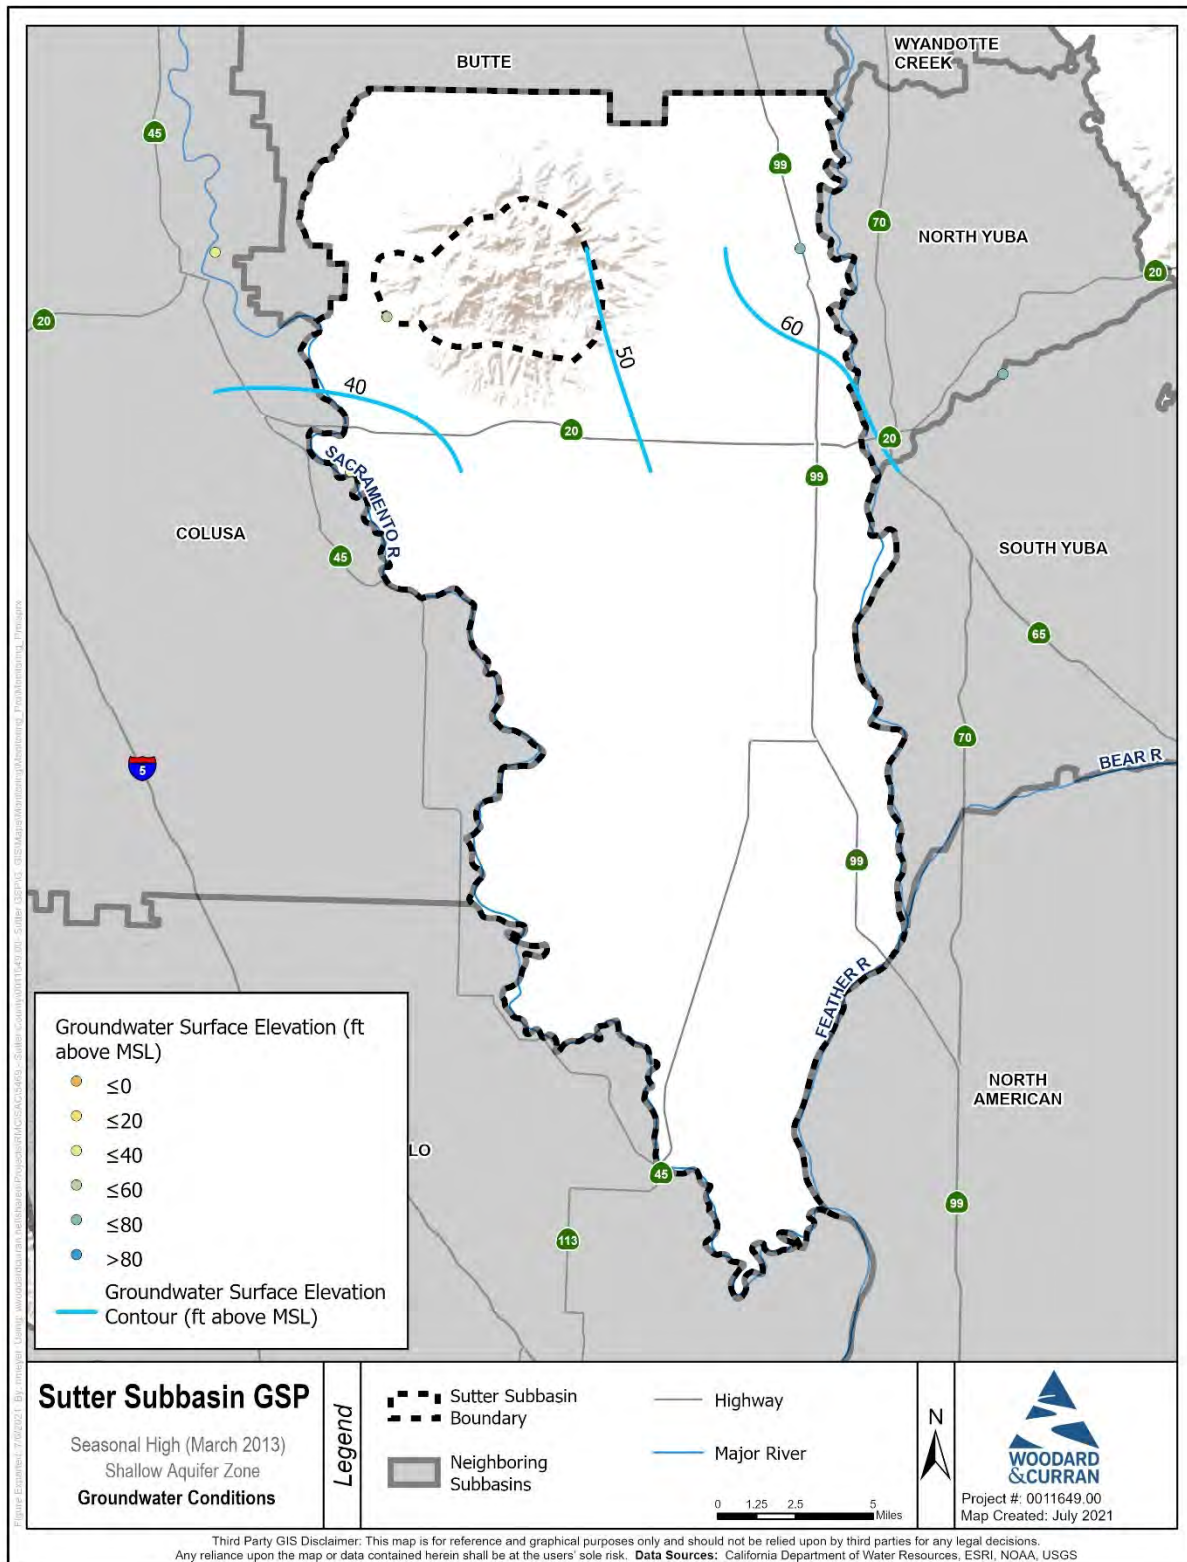 BUTTE
WYANDOTTE
CREEK
45
99
70
NORTH YUBA
20
20
60
50
40
20
20
99
SACRAMENTO R
COLUSA
45
SOUTH YUBA
65
70
5
BEAR R
99
FEATHER R
NORTH
AMERICAN
LO
45
99
113
Groundwater Surface Elevation (ft
above MSL)
≤0
≤20
≤40
≤60
≤80
>80
Groundwater Surface Elevation
Contour (ft above MSL)
Sutter Subbasin GSP
Seasonal High (March 2013)
Shallow Aquifer Zone
Groundwater Conditions
Legend
Sutter Subbasin
Boundary
Neighboring
Subbasins
Highway
Major River
0 1.25 2.5 5
Miles
N
WOODARD
&CURRAN
Project #: 0011649.00
Map Created: July 2021
Third Party GIS Disclaimer: This map is for reference and graphical purposes only and should not be relied upon by third parties for any legal decisions.
Any reliance upon the map or data contained herein shall be at the users' sole risk. Data Sources: California Department of Water Resources, ESRI, NOAA, USGS